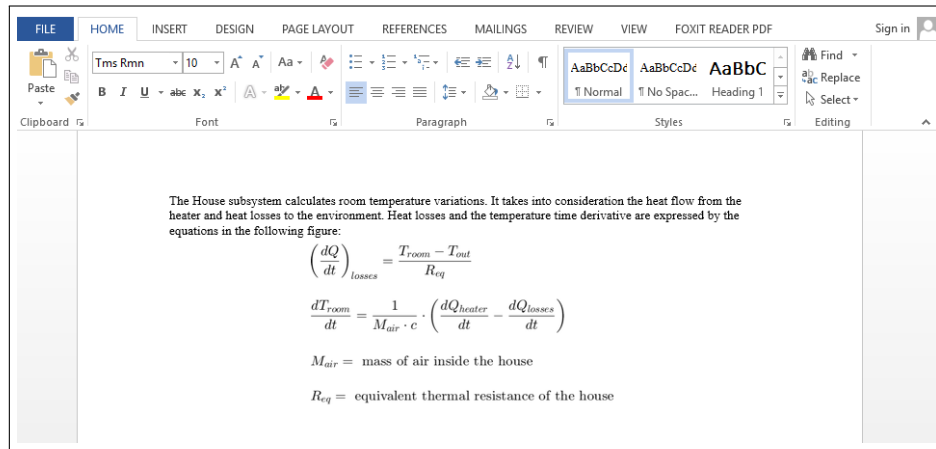 FILE HOME INSERT DESIGN PAGE LAYOUT REFERENCES MAILINGS REVIEW VIEW FOXIT READER PDF Sign in
Paste
Clipboard
Tms Rmn 10 A A Aa
B I U abc X₂ X² A aby A
Font
Paragraph
AaBbCcDc AaBbCcDc AaBbC
¶ Normal ¶ No Spac... Heading 1
Styles
Find
Replace
Select
Editing
The House subsystem calculates room temperature variations. It takes into consideration the heat flow from the
heater and heat losses to the environment. Heat losses and the temperature time derivative are expressed by the
equations in the following figure:
(dQ/dt)_losses = (T_room − T_out)/R_eq
dT_room/dt = 1/(M_air · c) · (dQ_heater/dt − dQ_losses/dt)
M_air = mass of air inside the house
R_eq = equivalent thermal resistance of the house